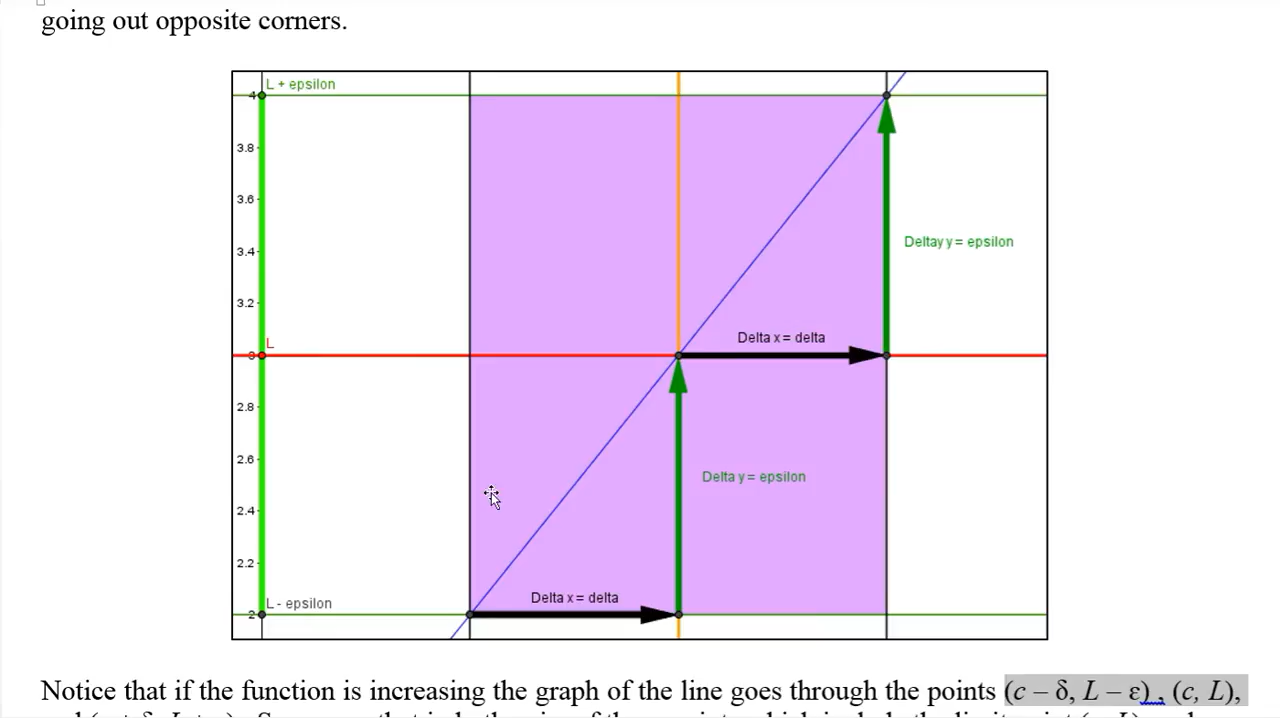 going out opposite corners.
4
L + epsilon
3.8
3.6
3.4
Deltay y = epsilon
3.2
Delta x = delta
3
L
2.8
2.6
Delta y = epsilon
2.4
2.2
Delta x = delta
L - epsilon
2
Notice that if the function is increasing the graph of the line goes through the points (c – δ, L – ε) , (c, L),